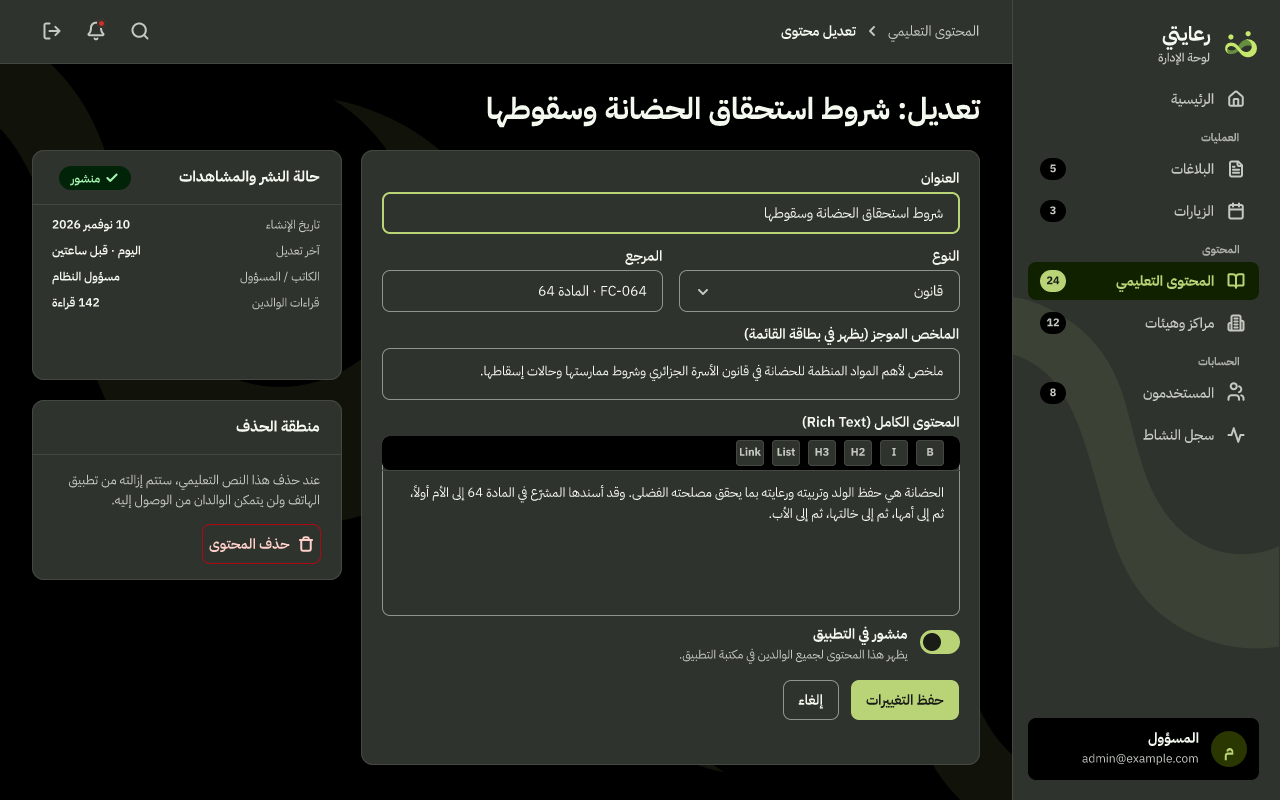 رعايتي
لوحة الإدارة
الرئيسية
العمليات
البلاغات 5
الزيارات 3
المحتوى
المحتوى التعليمي 24
مراكز وهيئات 12
الحسابات
المستخدمون 8
سجل النشاط
م
المسؤول
admin@example.com
المحتوى التعليمي
تعديل محتوى
تعديل: شروط استحقاق الحضانة وسقوطها
العنوان
شروط استحقاق الحضانة وسقوطها
النوع
قانون
المرجع
FC-064 · المادة 64
الملخص الموجز (يظهر في بطاقة القائمة)
ملخص لأهم المواد المنظمة للحضانة في قانون الأسرة الجزائري وشروط ممارستها وحالات إسقاطها.
المحتوى الكامل (Rich Text)
B I H2 H3 List Link
الحضانة هي حفظ الولد وتربيته ورعايته بما يحقق مصلحته الفضلى. وقد أسندها المشرّع في المادة 64 إلى الأم أولاً،
ثم إلى أمها، ثم إلى خالتها، ثم إلى الأب.
منشور في التطبيق
يظهر هذا المحتوى لجميع الوالدين في مكتبة التطبيق.
حفظ التغييرات
إلغاء
حالة النشر والمشاهدات
منشور
تاريخ الإنشاء 10 نوفمبر 2026
آخر تعديل اليوم · قبل ساعتين
الكاتب / المسؤول مسؤول النظام
قراءات الوالدين 142 قراءة
منطقة الحذف
عند حذف هذا النص التعليمي، ستتم إزالته من تطبيق
الهاتف ولن يتمكن الوالدان من الوصول إليه.
حذف المحتوى